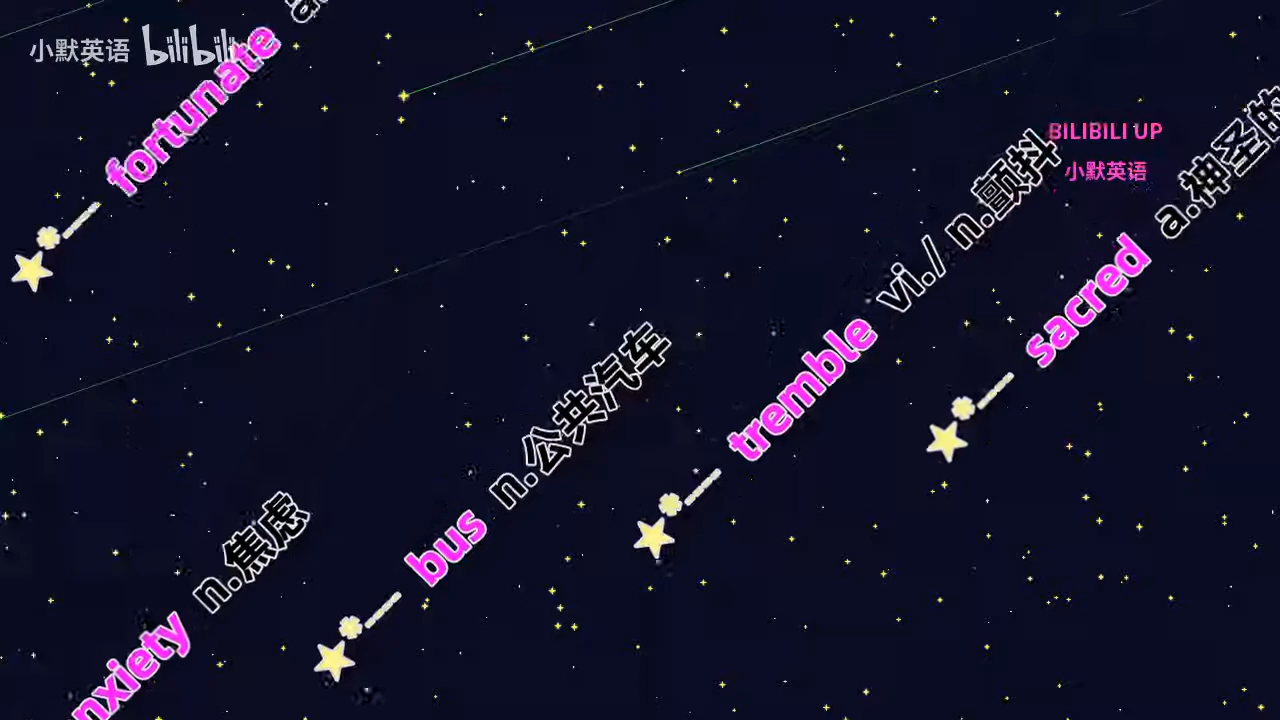 小默英语 bilibili
fortunate
BILIBILI UP
小默英语
sacred a.神圣的
tremble vi./ n.颤抖
bus n.公共汽车
nxiety n.焦虑